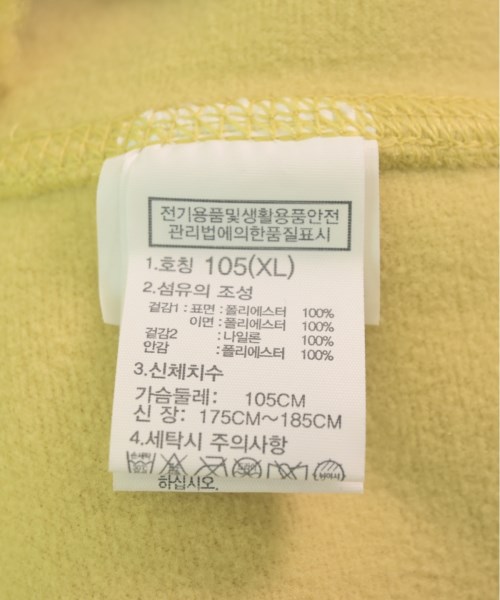 전기용품및생활용품안전
관리법에의한품질표시
1.호칭 105(XL)
2.섬유의 조성
겉감1 : 표면 : 폴리에스터 100%
이면 : 폴리에스터 100%
겉감2 : 나일론 100%
안감 : 폴리에스터 100%
3.신체치수
가슴둘레: 105CM
신 장: 175CM~185CM
4.세탁시 주의사항
손세탁
하십시오.